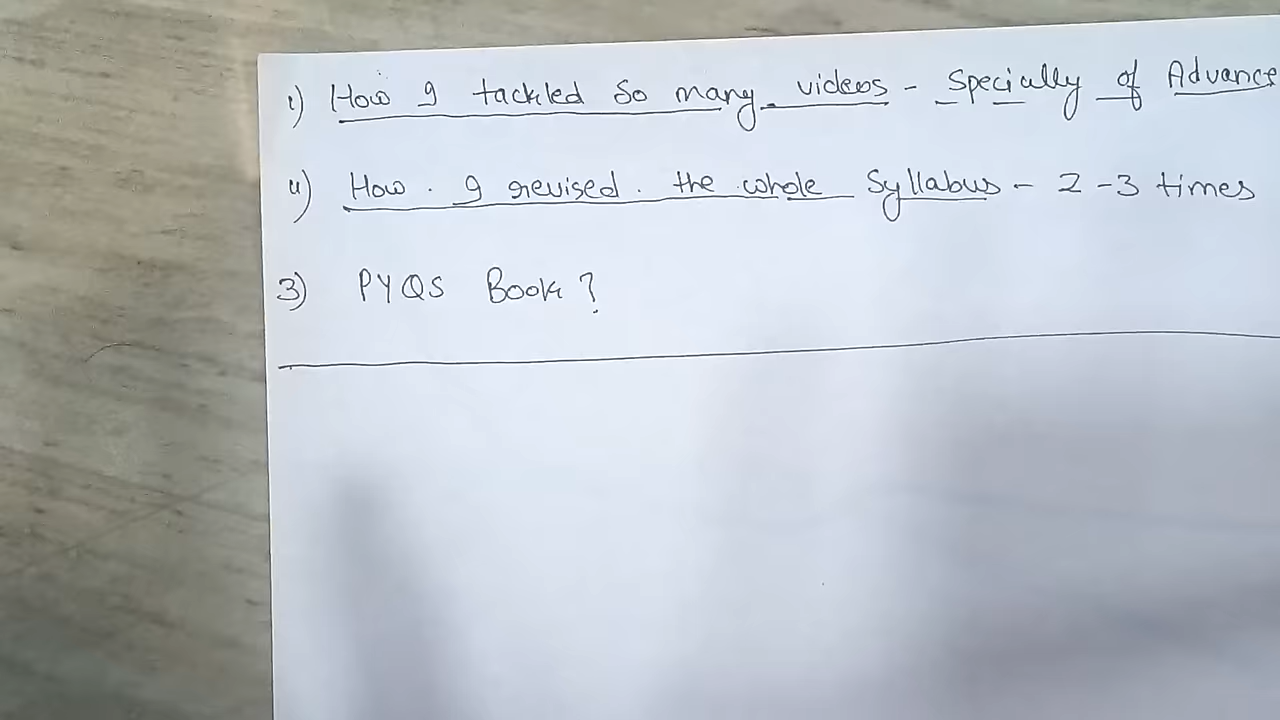 1) How I tackled So many videos - Specially of Advance
2) How I revised the whole Syllabus - 2-3 times
3) PYQS Book?